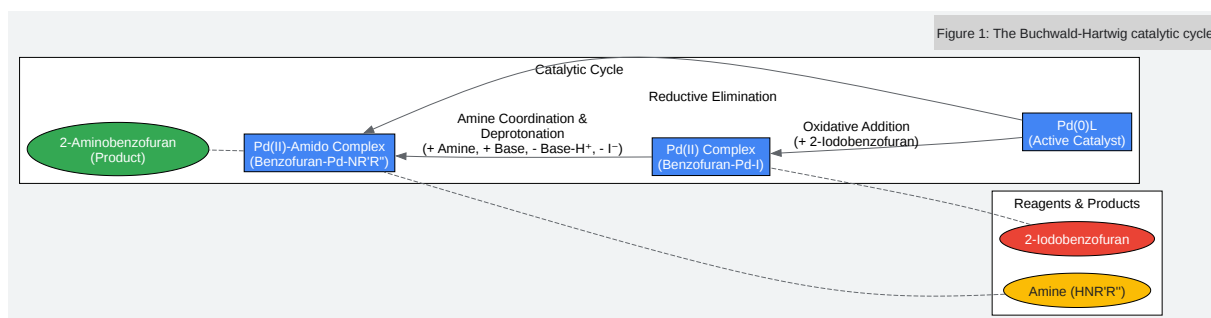 Figure 1: The Buchwald-Hartwig catalytic cycle
Catalytic Cycle
Reductive Elimination
Amine Coordination &
Deprotonation
(+ Amine, + Base, - Base-H⁺, - I⁻)
Oxidative Addition
(+ 2-Iodobenzofuran)
Pd(0)L
(Active Catalyst)
2-Aminobenzofuran
(Product)
Pd(II)-Amido Complex
(Benzofuran-Pd-NR'R")
Pd(II) Complex
(Benzofuran-Pd-I)
Reagents & Products
2-Iodobenzofuran
Amine (HNR'R")